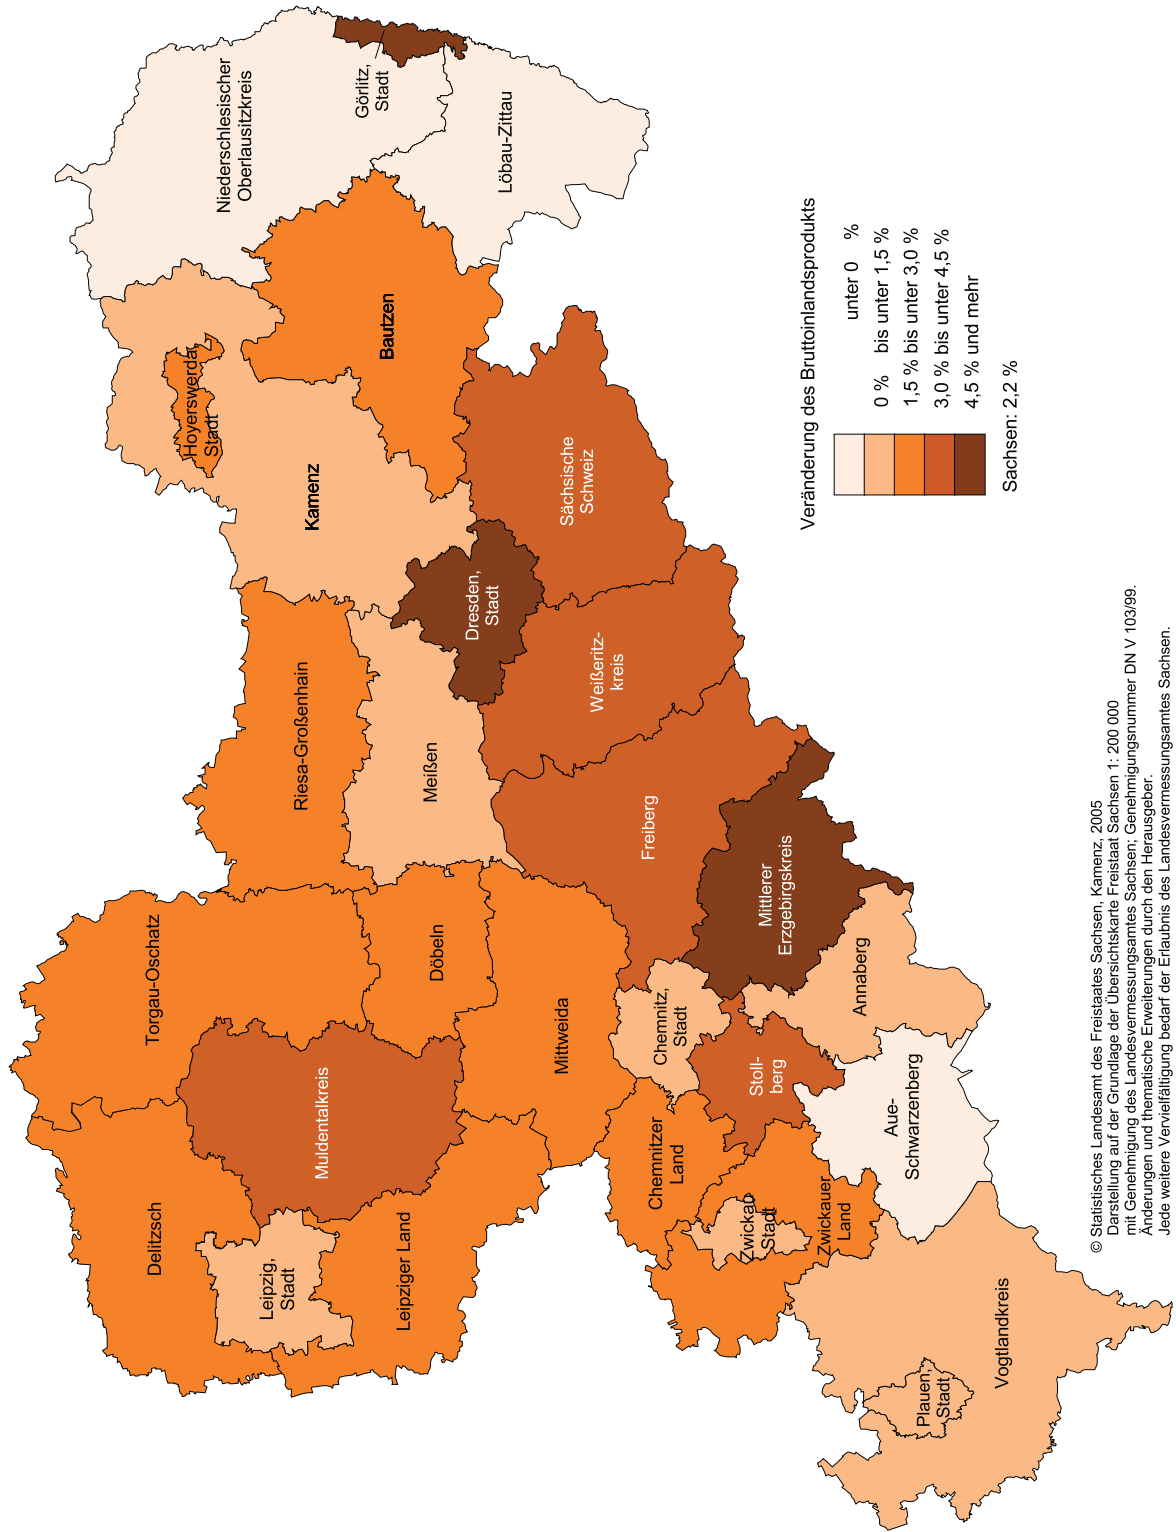 Delitzsch
Torgau-Oschatz
Leipzig,
Stadt
Muldentalkreis
Leipziger Land
Döbeln
Riesa-Großenhain
Meißen
Kamenz
Hoyerswerda
Stadt
Niederschlesischer
Oberlausitzkreis
Görlitz,
Stadt
Bautzen
Löbau-Zittau
Dresden,
Stadt
Sächsische
Schweiz
Weißeritz-
kreis
Freiberg
Mittweida
Chemnitz,
Stadt
Chemnitzer
Land
Stoll-
berg
Mittlerer
Erzgebirgskreis
Annaberg
Aue-
Schwarzenberg
Zwickau
Stadt
Zwickauer
Land
Plauen,
Stadt
Vogtlandkreis
Veränderung des Bruttoinlandsprodukts
unter 0 %
0 % bis unter 1,5 %
1,5 % bis unter 3,0 %
3,0 % bis unter 4,5 %
4,5 % und mehr
Sachsen: 2,2 %
© Statistisches Landesamt des Freistaates Sachsen, Kamenz, 2005
Darstellung auf der Grundlage der Übersichtskarte Freistaat Sachsen 1: 200 000
mit Genehmigung des Landesvermessungsamtes Sachsen; Genehmigungsnummer DN V 103/99.
Änderungen und thematische Erweiterungen durch den Herausgeber.
Jede weitere Vervielfältigung bedarf der Erlaubnis des Landesvermessungsamtes Sachsen.